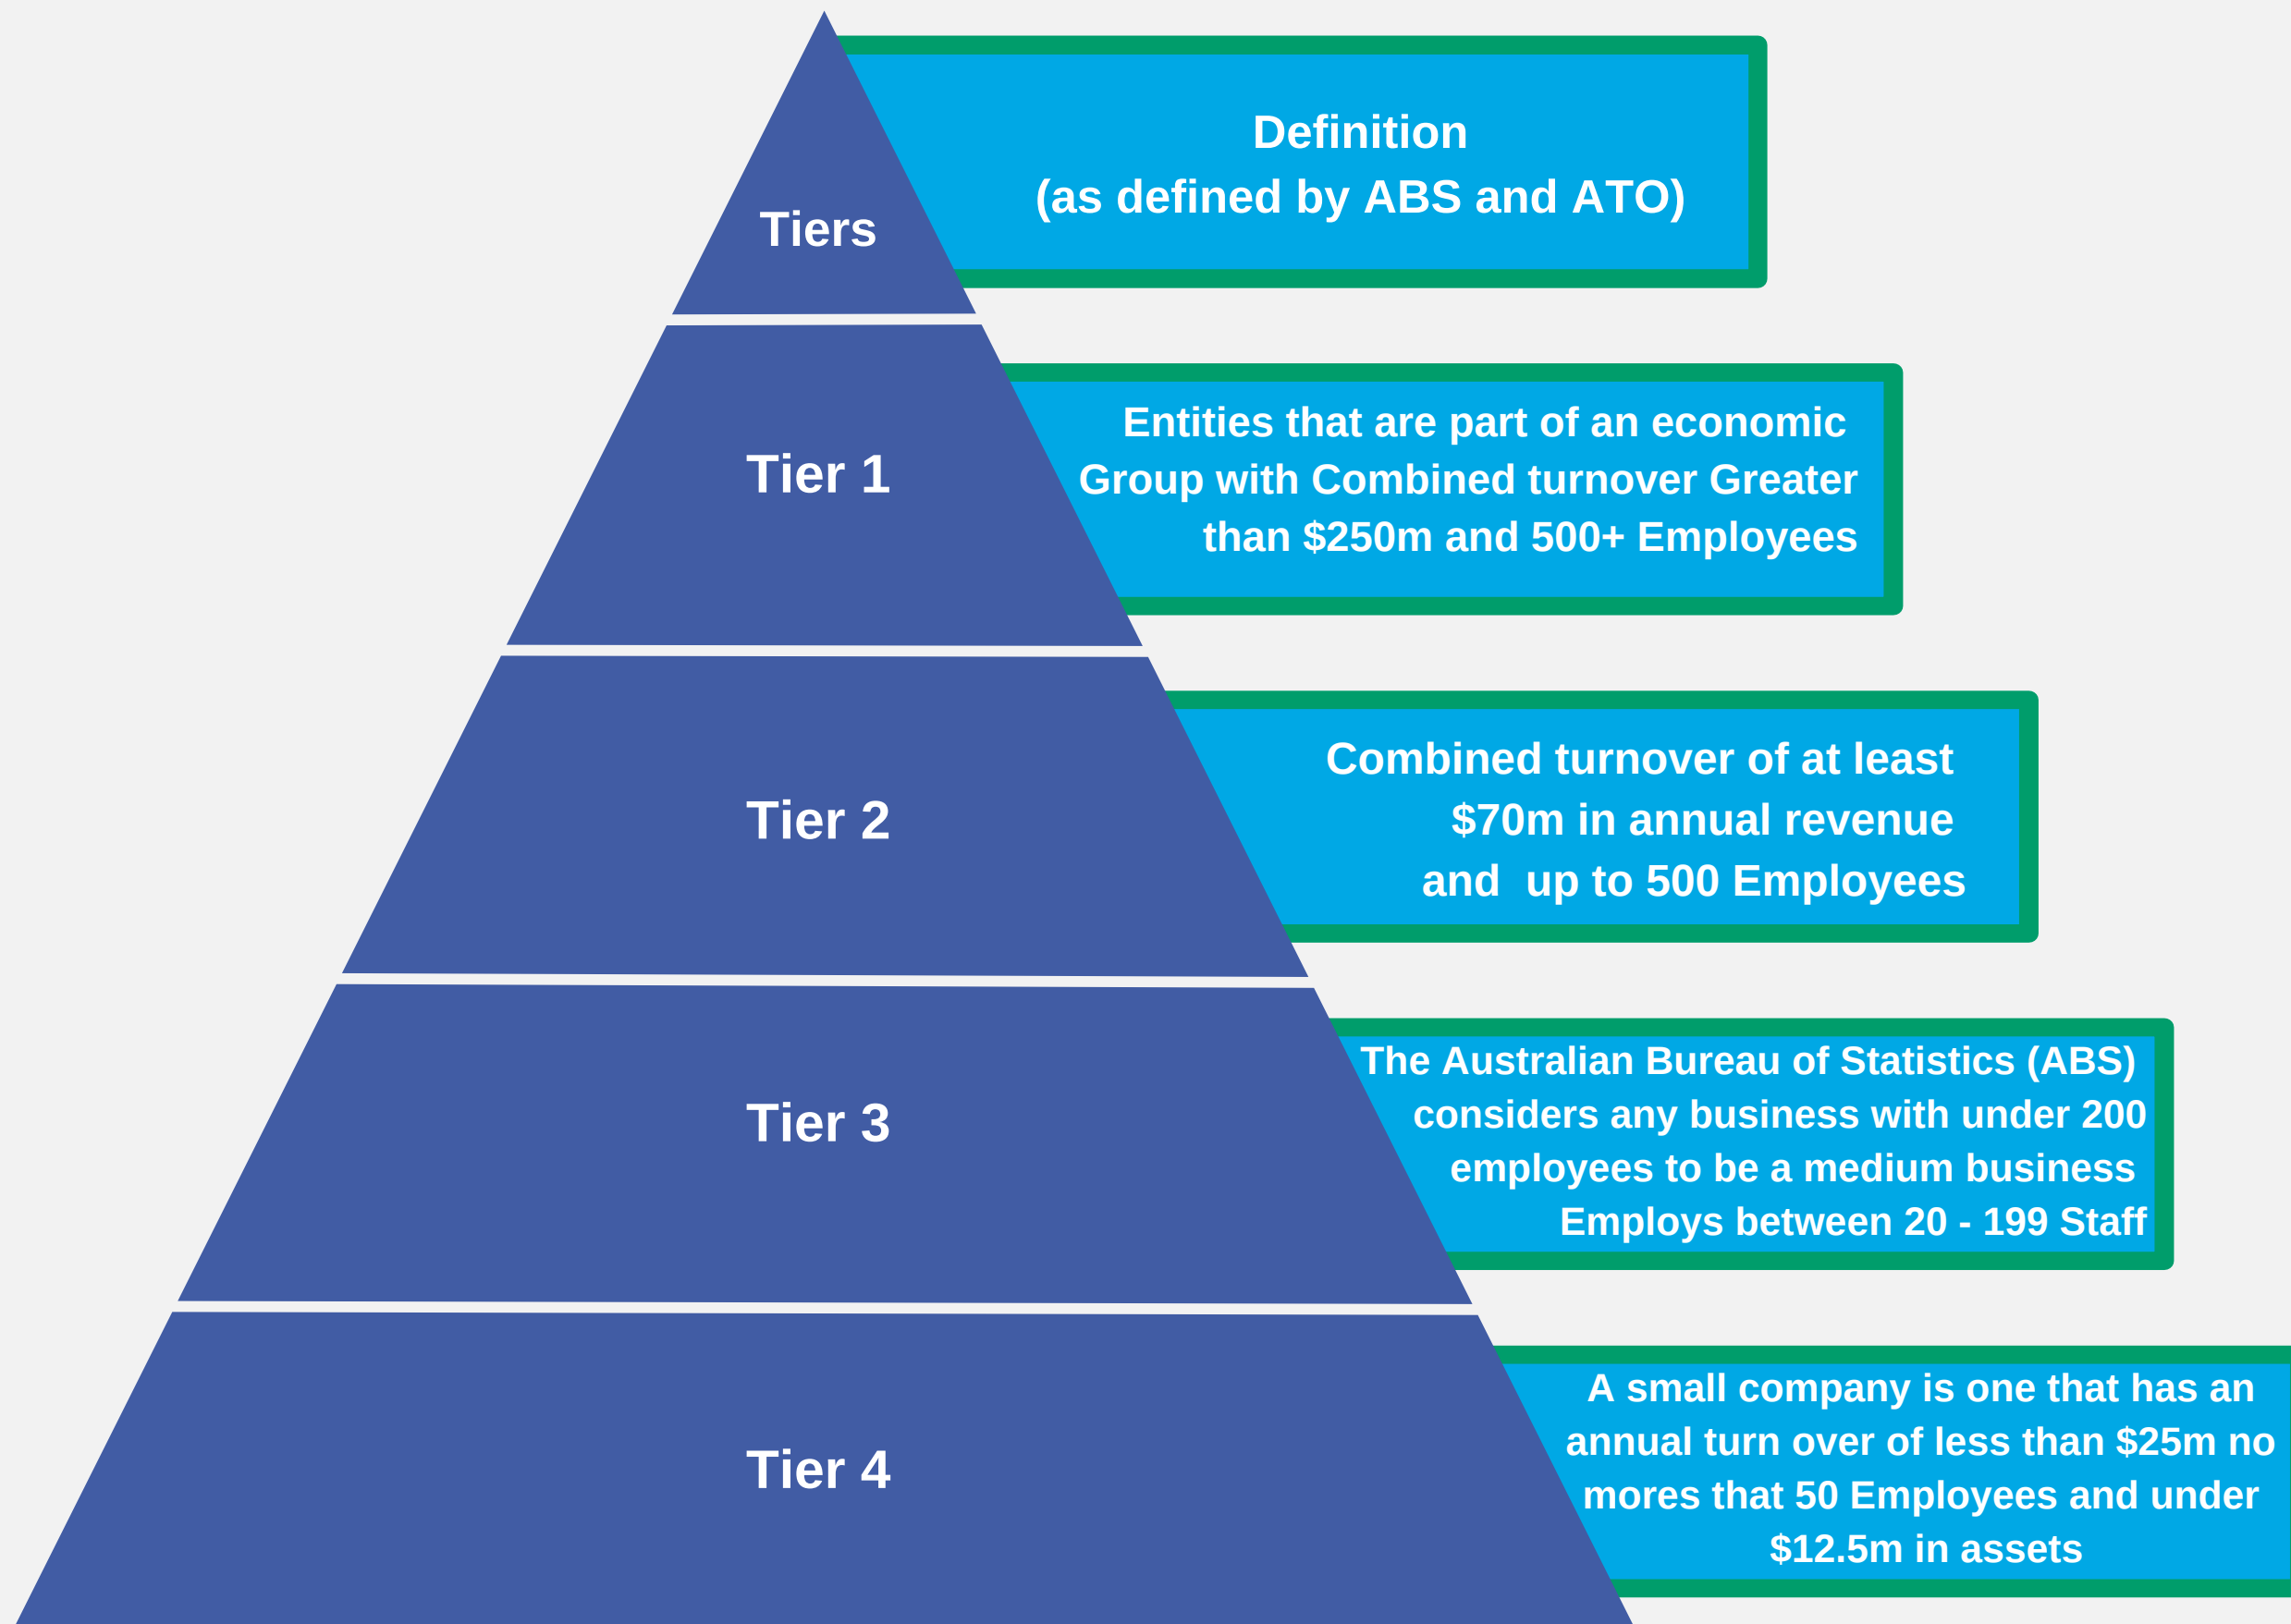 Tiers
Definition
(as defined by ABS and ATO)
Tier 1
Entities that are part of an economic
Group with Combined turnover Greater
than $250m and 500+ Employees
Tier 2
Combined turnover of at least
$70m in annual revenue
and  up to 500 Employees
Tier 3
The Australian Bureau of Statistics (ABS)
considers any business with under 200
employees to be a medium business
Employs between 20 - 199 Staff
Tier 4
A small company is one that has an
annual turn over of less than $25m no
mores that 50 Employees and under
$12.5m in assets